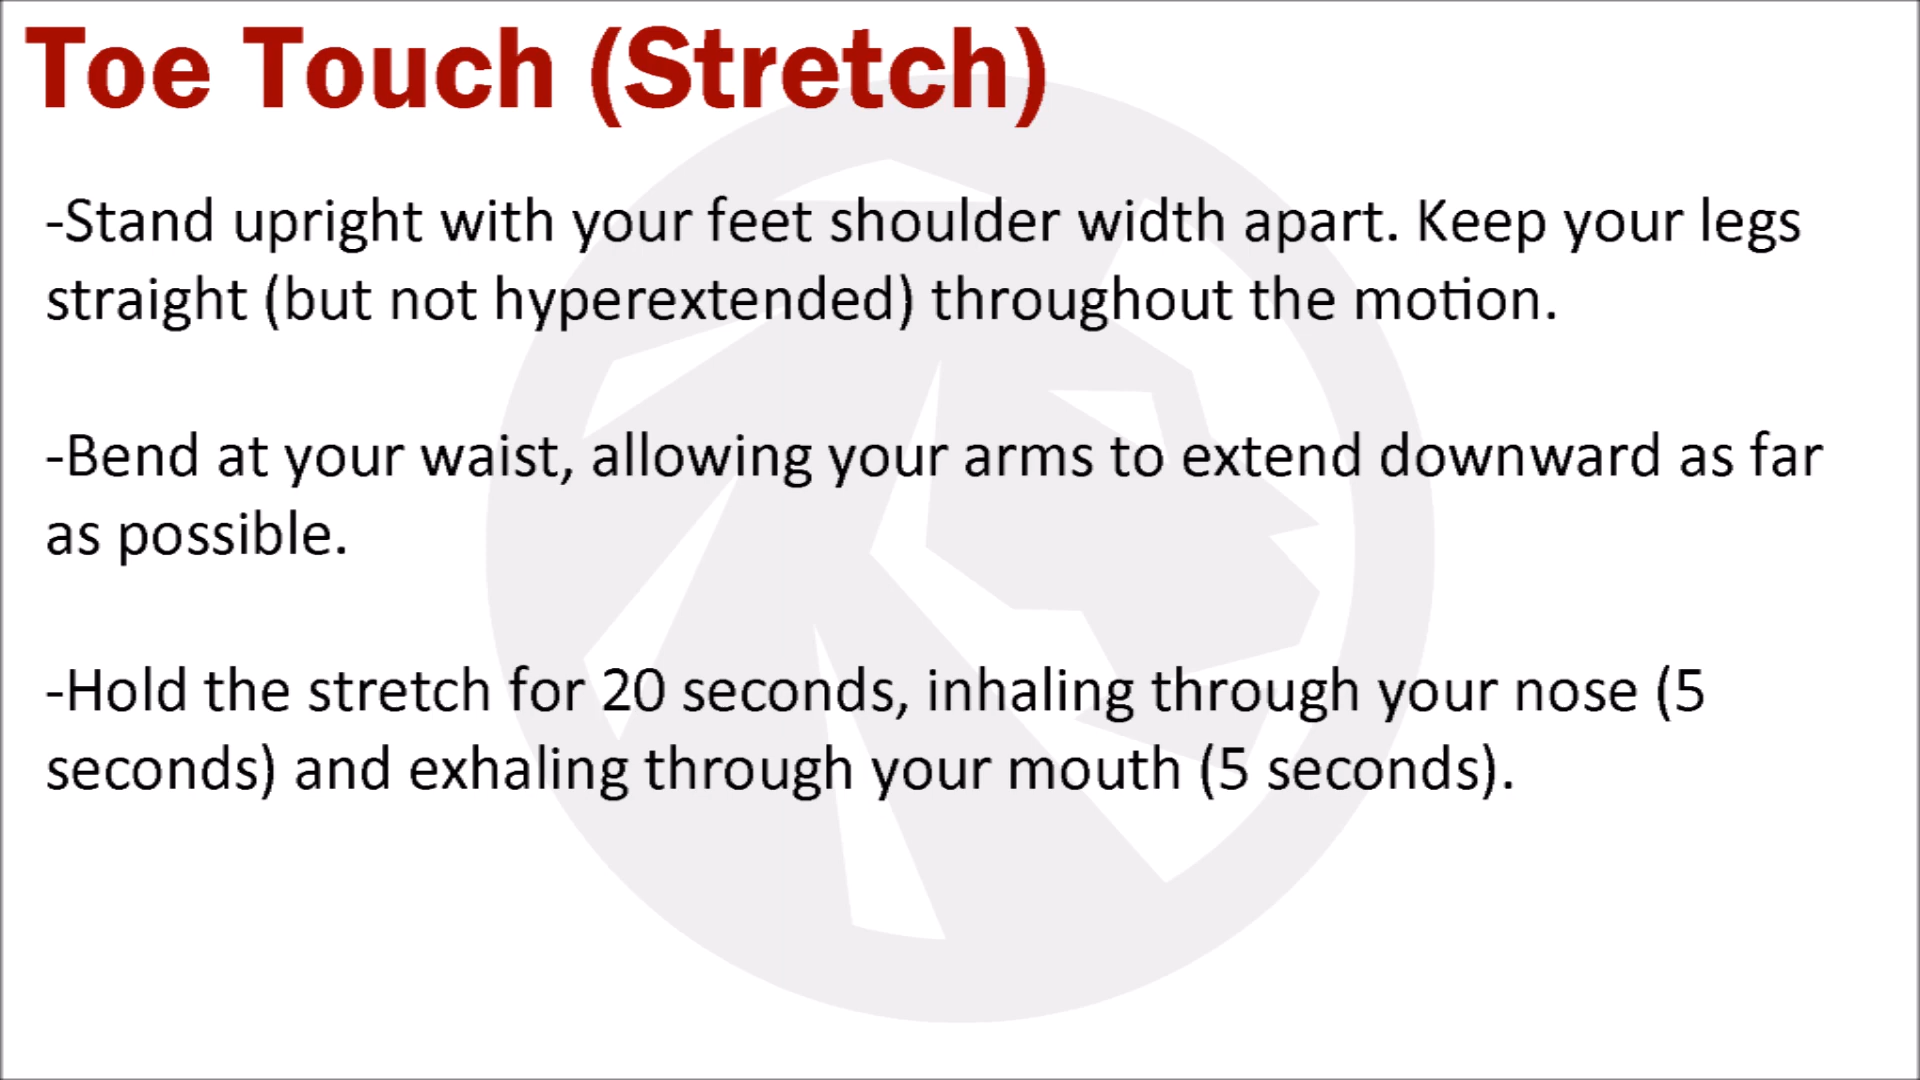 Toe Touch (Stretch)
-Stand upright with your feet shoulder width apart. Keep your legs
straight (but not hyperextended) throughout the motion.
-Bend at your waist, allowing your arms to extend downward as far
as possible.
-Hold the stretch for 20 seconds, inhaling through your nose (5
seconds) and exhaling through your mouth (5 seconds).